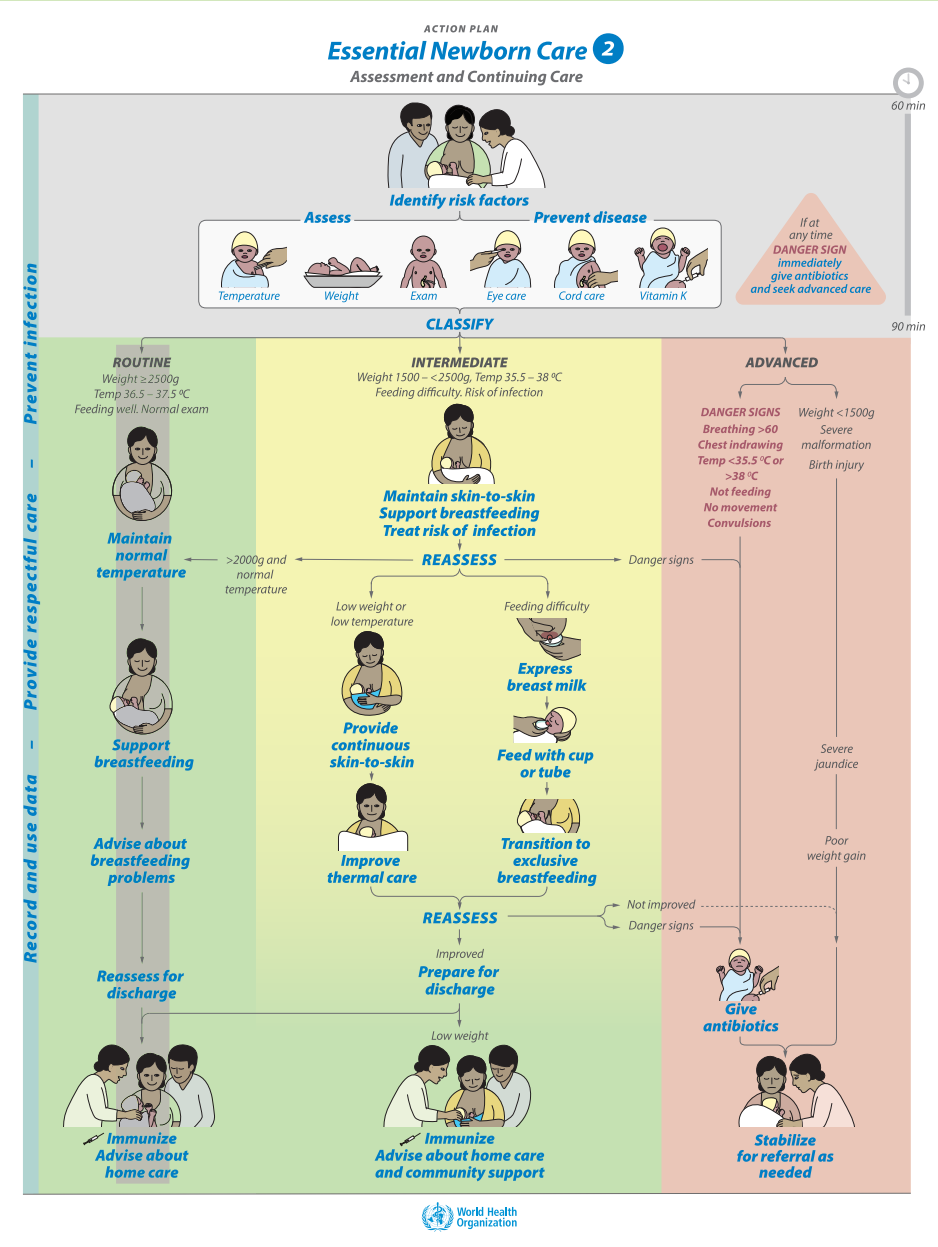 ACTION PLAN
Essential Newborn Care 2
Assessment and Continuing Care
60 min
Identify risk factors
Assess
Prevent disease
Temperature
Weight
Exam
Eye care
Cord care
Vitamin K
If at
any time
DANGER SIGN
immediately
give antibiotics
and seek advanced care
CLASSIFY
90 min
Record and use data – Provide respectful care – Prevent infection
ROUTINE
Weight ≥2500g
Temp 36.5 – 37.5 ⁰C
Feeding well. Normal exam
Maintain
normal
temperature
Support
breastfeeding
Advise about
breastfeeding
problems
Reassess for
discharge
Immunize
Advise about
home care
INTERMEDIATE
Weight 1500 – <2500g, Temp 35.5 – 38 ⁰C
Feeding difficulty. Risk of infection
Maintain skin-to-skin
Support breastfeeding
Treat risk of infection
REASSESS
>2000g and
normal
temperature
Danger signs
Low weight or
low temperature
Provide
continuous
skin-to-skin
Improve
thermal care
Feeding difficulty
Express
breast milk
Feed with cup
or tube
Transition to
exclusive
breastfeeding
REASSESS
Not improved
Danger signs
Improved
Prepare for
discharge
Low weight
Immunize
Advise about home care
and community support
ADVANCED
DANGER SIGNS
Breathing >60
Chest indrawing
Temp <35.5 ⁰C or
>38 ⁰C
Not feeding
No movement
Convulsions
Weight <1500g
Severe
malformation
Birth injury
Severe
jaundice
Poor
weight gain
Give
antibiotics
Stabilize
for referral as
needed
World Health
Organization